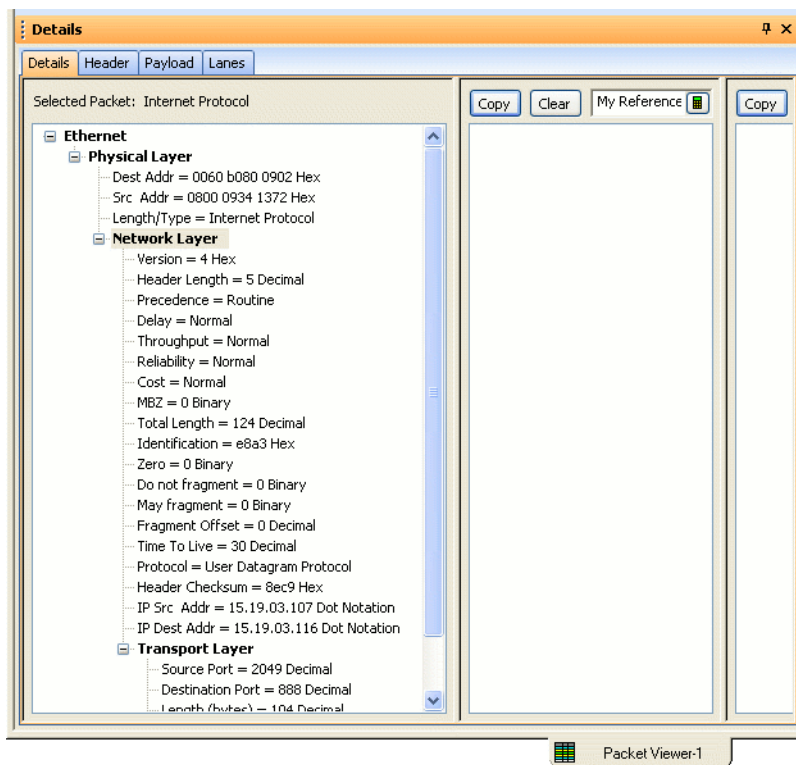 Details
Details Header Payload Lanes
Selected Packet: Internet Protocol
Copy Clear My Reference Copy
Ethernet
Physical Layer
Dest Addr = 0060 b080 0902 Hex
Src Addr = 0800 0934 1372 Hex
Length/Type = Internet Protocol
Network Layer
Version = 4 Hex
Header Length = 5 Decimal
Precedence = Routine
Delay = Normal
Throughput = Normal
Reliability = Normal
Cost = Normal
MBZ = 0 Binary
Total Length = 124 Decimal
Identification = e8a3 Hex
Zero = 0 Binary
Do not fragment = 0 Binary
May fragment = 0 Binary
Fragment Offset = 0 Decimal
Time To Live = 30 Decimal
Protocol = User Datagram Protocol
Header Checksum = 8ec9 Hex
IP Src Addr = 15.19.03.107 Dot Notation
IP Dest Addr = 15.19.03.116 Dot Notation
Transport Layer
Source Port = 2049 Decimal
Destination Port = 888 Decimal
Length (bytes) = 104 Decimal
Packet Viewer-1